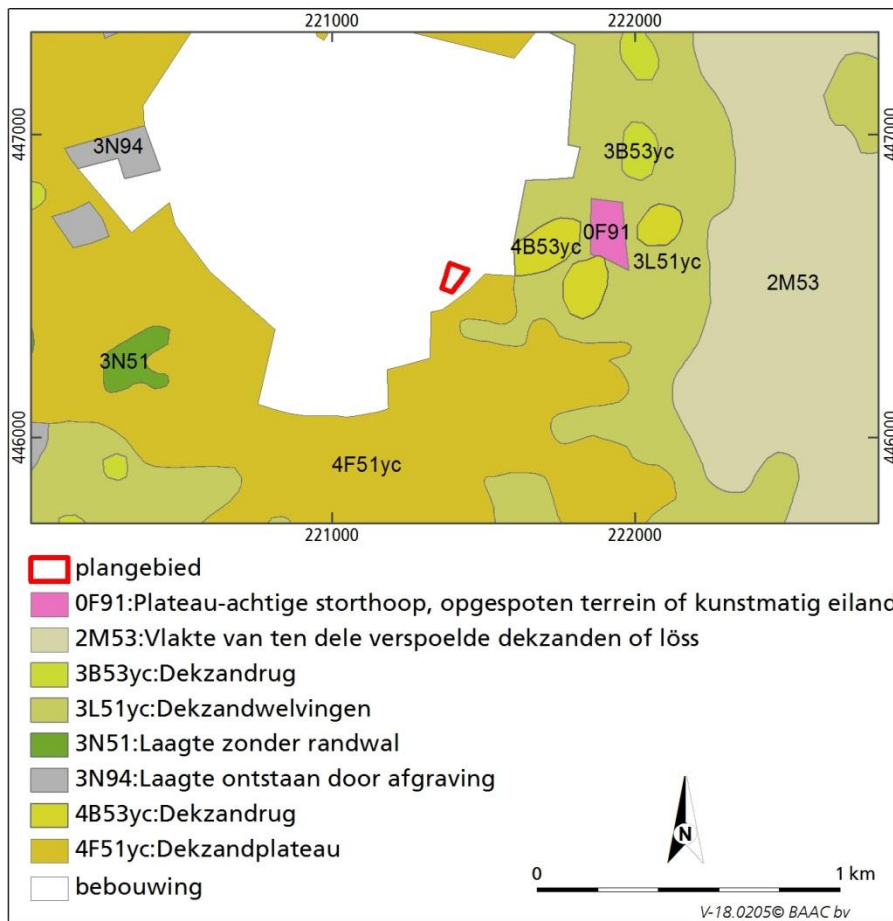 221000 222000
447000 447000
3N94
3B53yc
0F91
4B53yc
3L51yc
2M53
3N51
446000 446000
4F51yc
221000 222000
plangebied
0F91:Plateau-achtige storthoop, opgespoten terrein of kunstmatig eiland
2M53:Vlakte van ten dele verspoelde dekzanden of löss
3B53yc:Dekzandrug
3L51yc:Dekzandwelvingen
3N51:Laagte zonder randwal
3N94:Laagte ontstaan door afgraving
4B53yc:Dekzandrug
4F51yc:Dekzandplateau
bebouwing
N
0 1 km
V-18.0205© BAAC bv